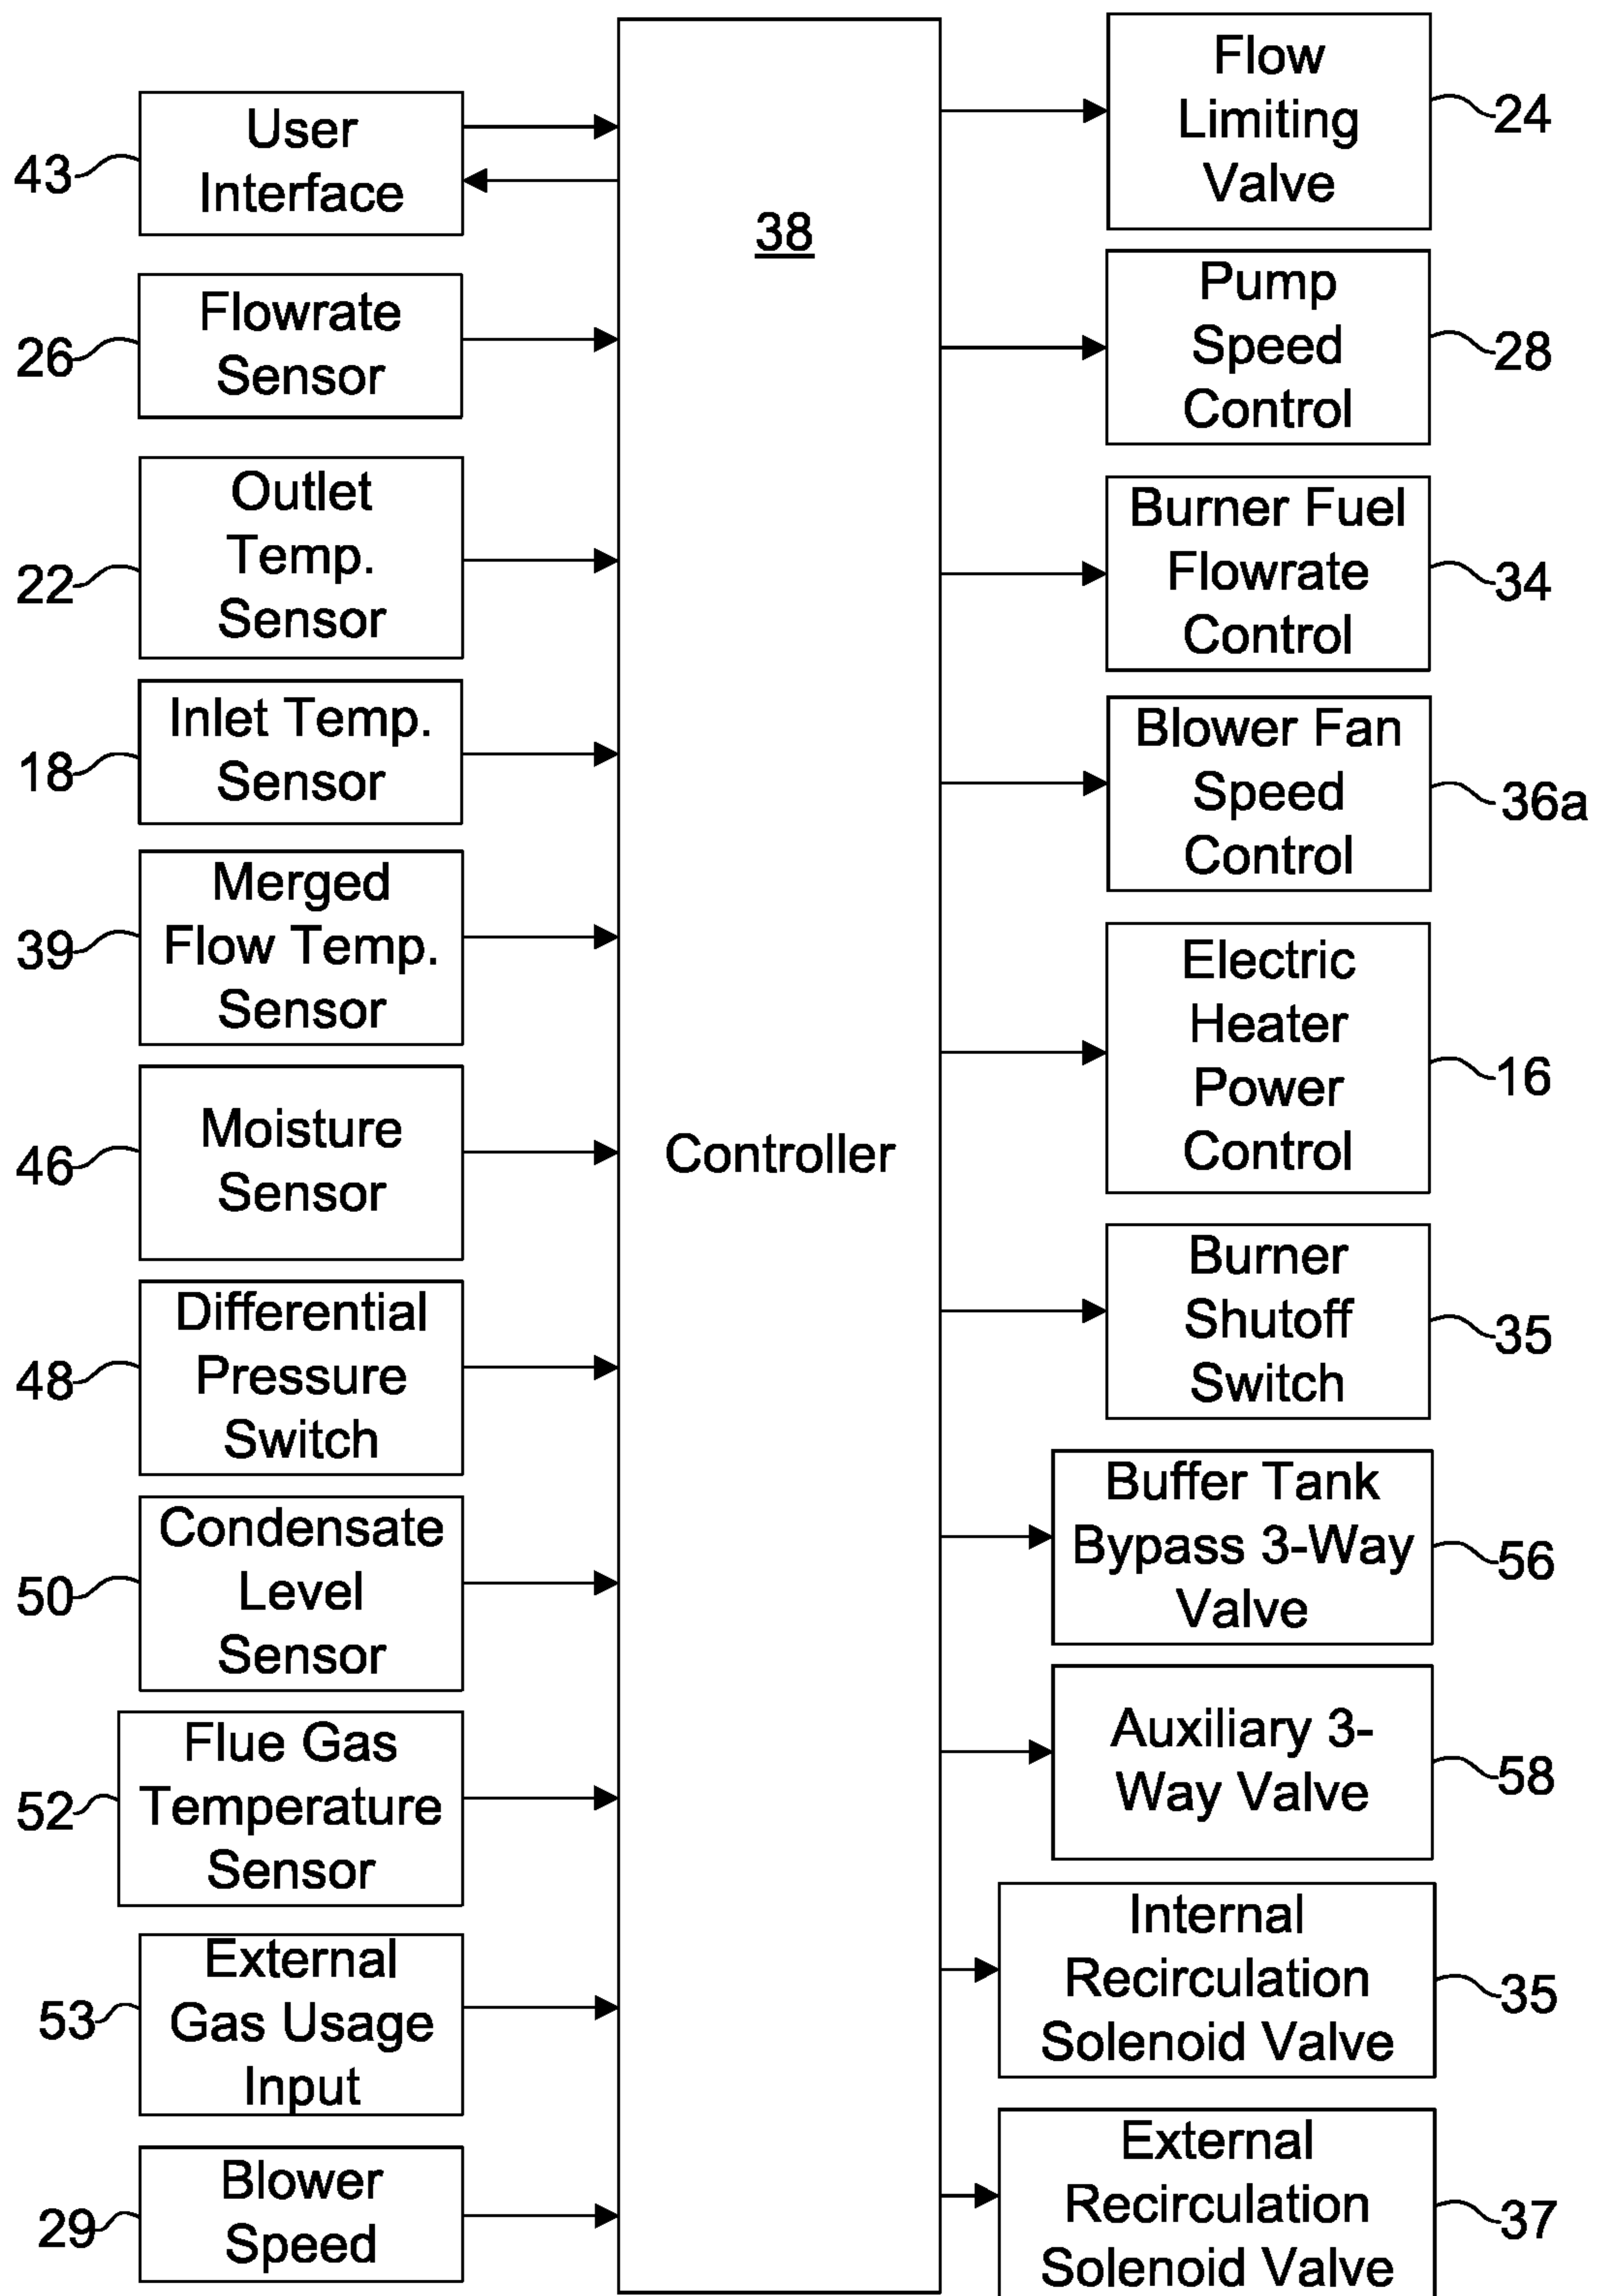 43
User
Interface
26
Flowrate
Sensor
22
Outlet
Temp.
Sensor
18
Inlet Temp.
Sensor
39
Merged
Flow Temp.
Sensor
46
Moisture
Sensor
48
Differential
Pressure
Switch
50
Condensate
Level
Sensor
52
Flue Gas
Temperature
Sensor
53
External
Gas Usage
Input
29
Blower
Speed
38
Controller
Flow
Limiting
Valve
24
Pump
Speed
Control
28
Burner Fuel
Flowrate
Control
34
Blower Fan
Speed
Control
36a
Electric
Heater
Power
Control
16
Burner
Shutoff
Switch
35
Buffer Tank
Bypass 3-Way
Valve
56
Auxiliary 3-
Way Valve
58
Internal
Recirculation
Solenoid Valve
35
External
Recirculation
Solenoid Valve
37